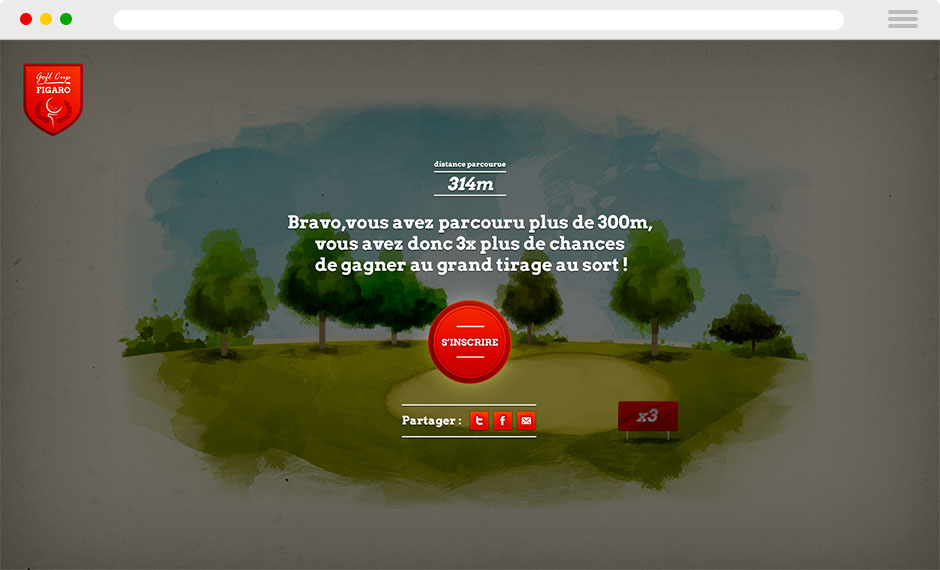 Gofl Cup
FIGARO
distance parcourue
314m
Bravo,vous avez parcouru plus de 300m,
vous avez donc 3x plus de chances
de gagner au grand tirage au sort !
S'INSCRIRE
Partager :
x3